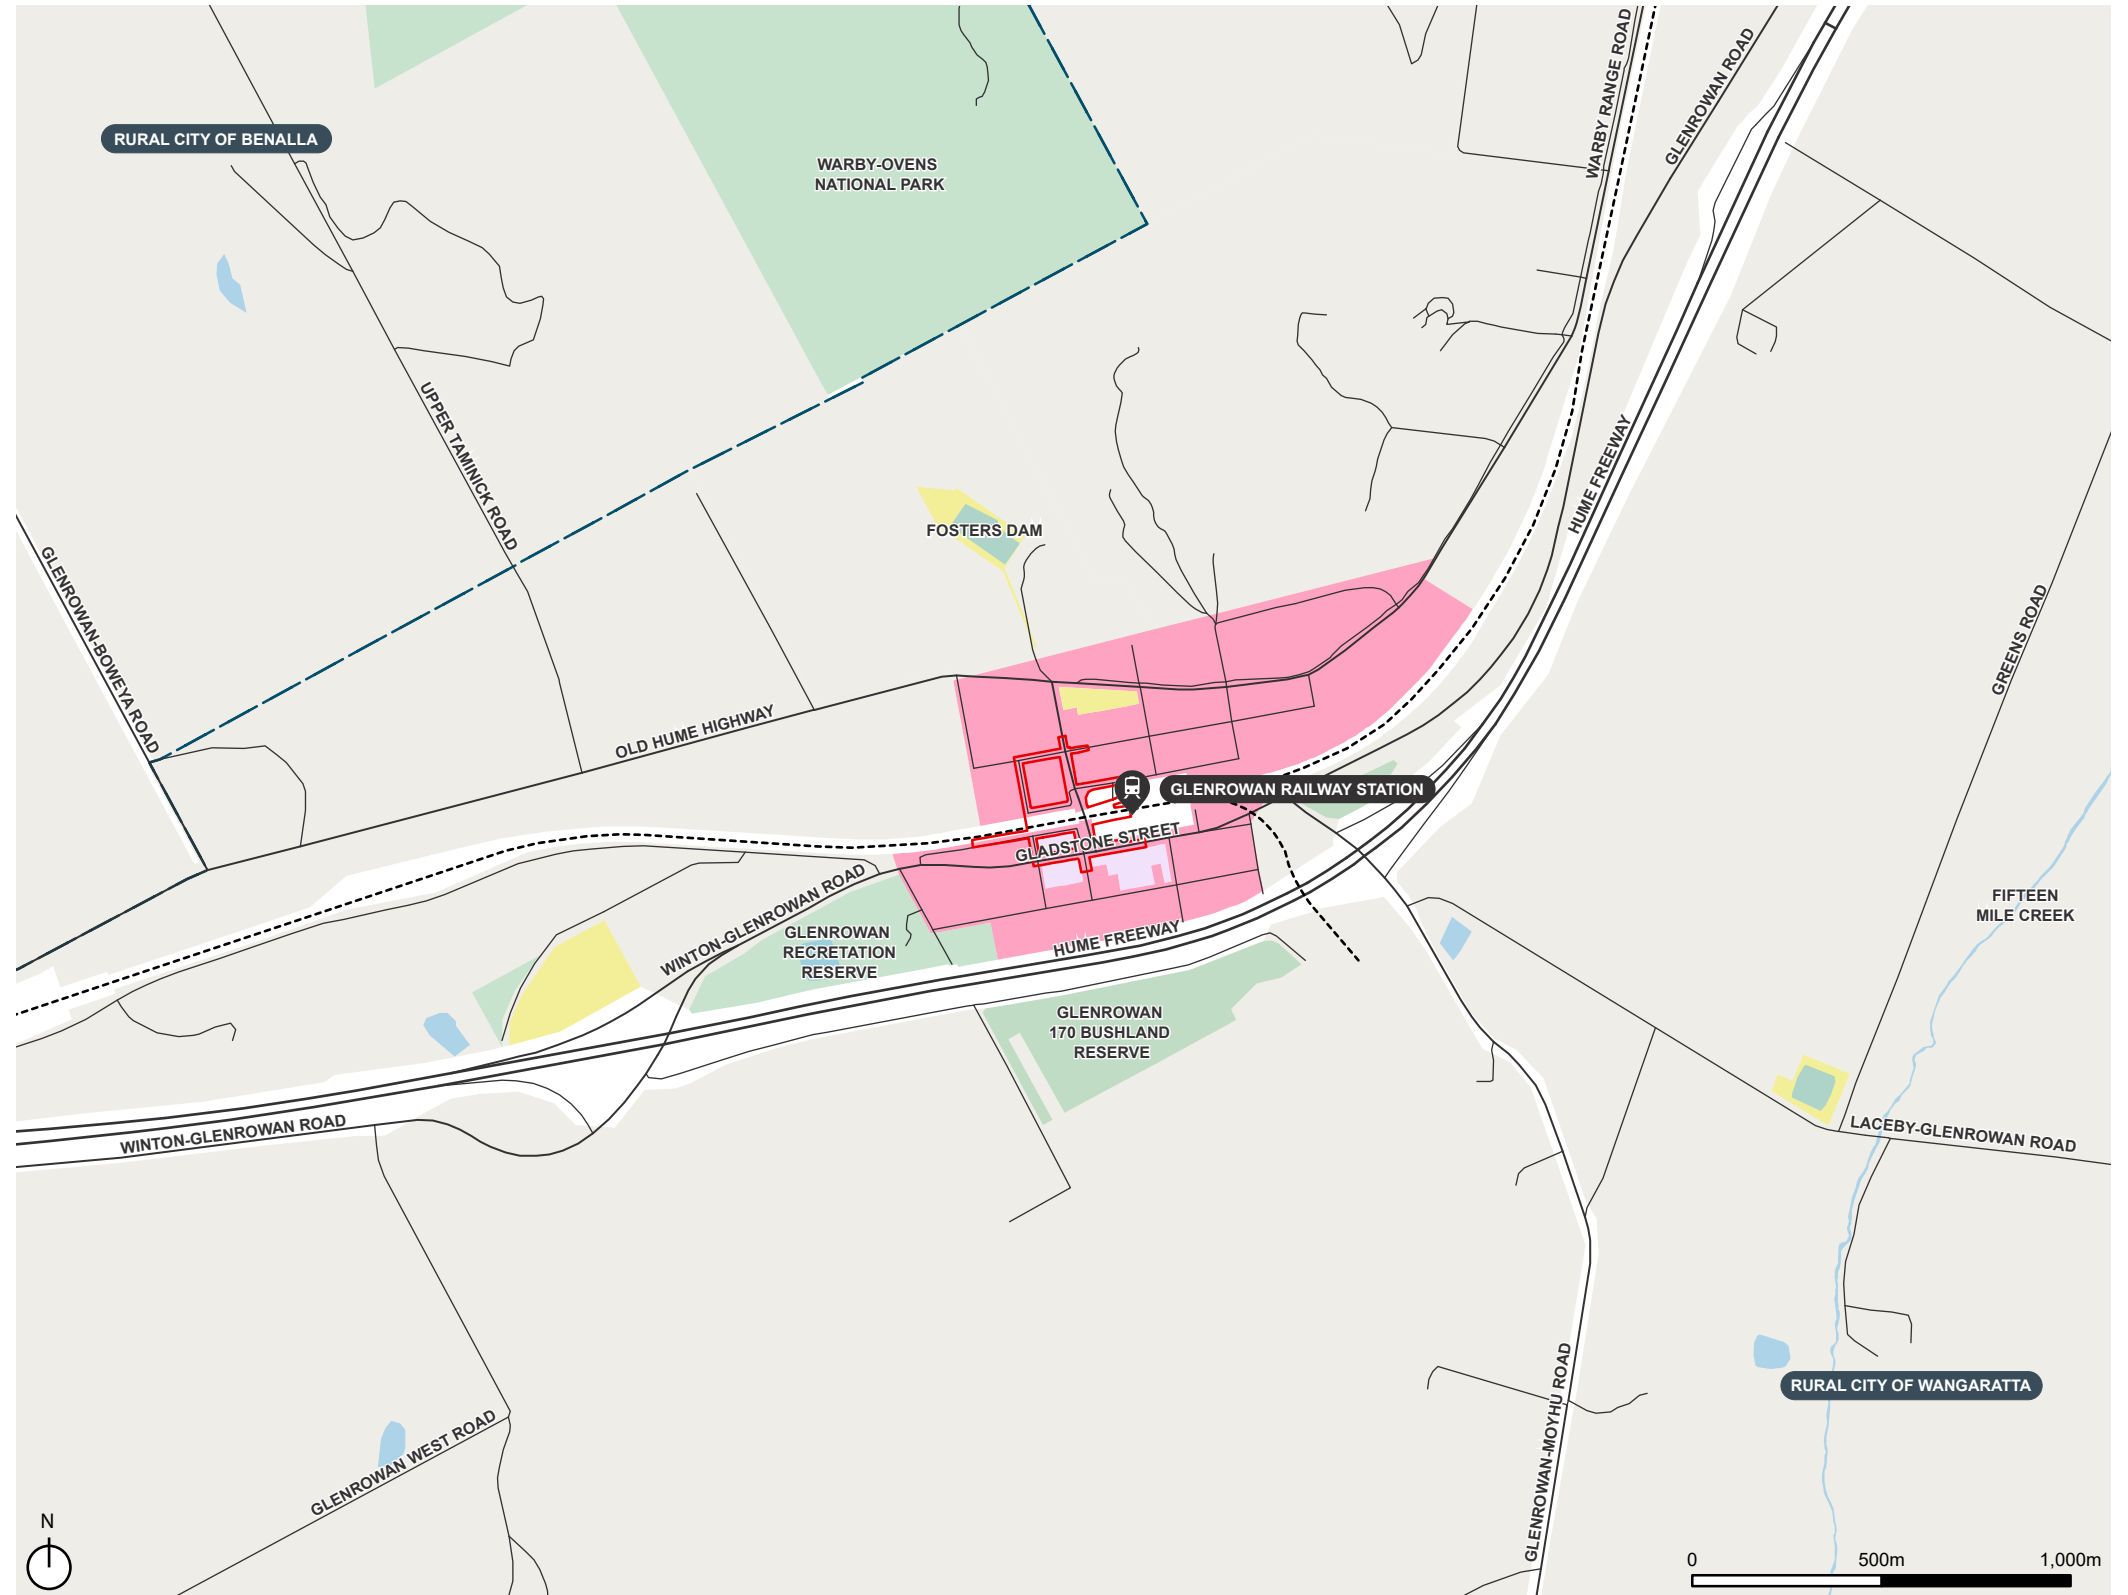 WARBY RANGE ROAD
GLENROWAN ROAD
RURAL CITY OF BENALLA
WARBY-OVENS
NATIONAL PARK
UPPER TAMINICK ROAD
HUME FREEWAY
FOSTERS DAM
GLENROWAN-BOWEYA ROAD
GREENS ROAD
OLD HUME HIGHWAY
GLENROWAN RAILWAY STATION
GLADSTONE STREET
WINTON-GLENROWAN ROAD
FIFTEEN
MILE CREEK
GLENROWAN
RECRETATION
RESERVE
HUME FREEWAY
GLENROWAN
170 BUSHLAND
RESERVE
WINTON-GLENROWAN ROAD
LACEBY-GLENROWAN ROAD
GLENROWAN-MOYHU ROAD
RURAL CITY OF WANGARATTA
GLENROWAN WEST ROAD
N
0 500m 1,000m